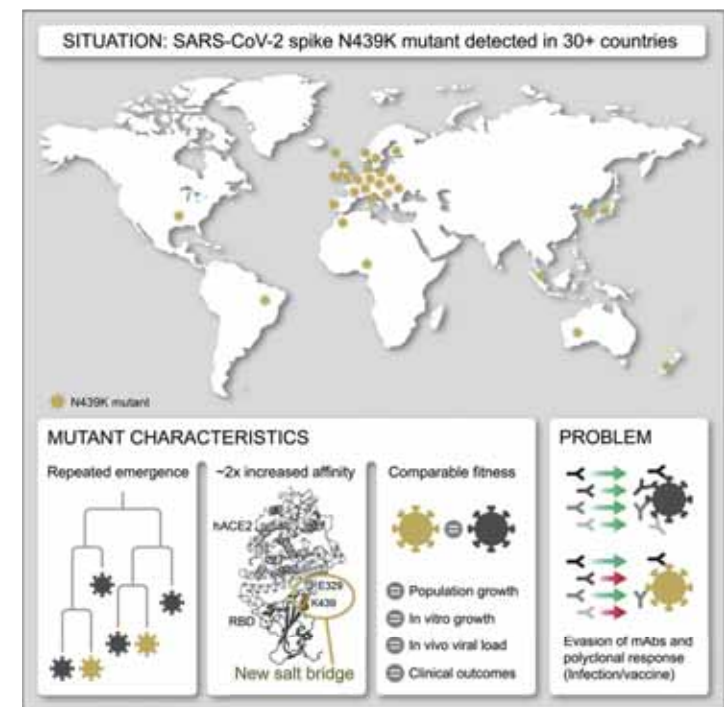 SITUATION: SARS-CoV-2 spike N439K mutant detected in 30+ countries
N439K mutant
MUTANT CHARACTERISTICS
Repeated emergence
~2x increased affinity
hACE2
E329
K439
RBD
New salt bridge
Comparable fitness
Population growth
In vitro growth
In vivo viral load
Clinical outcomes
PROBLEM
Evasion of mAbs and
polyclonal response
(Infection/vaccine)